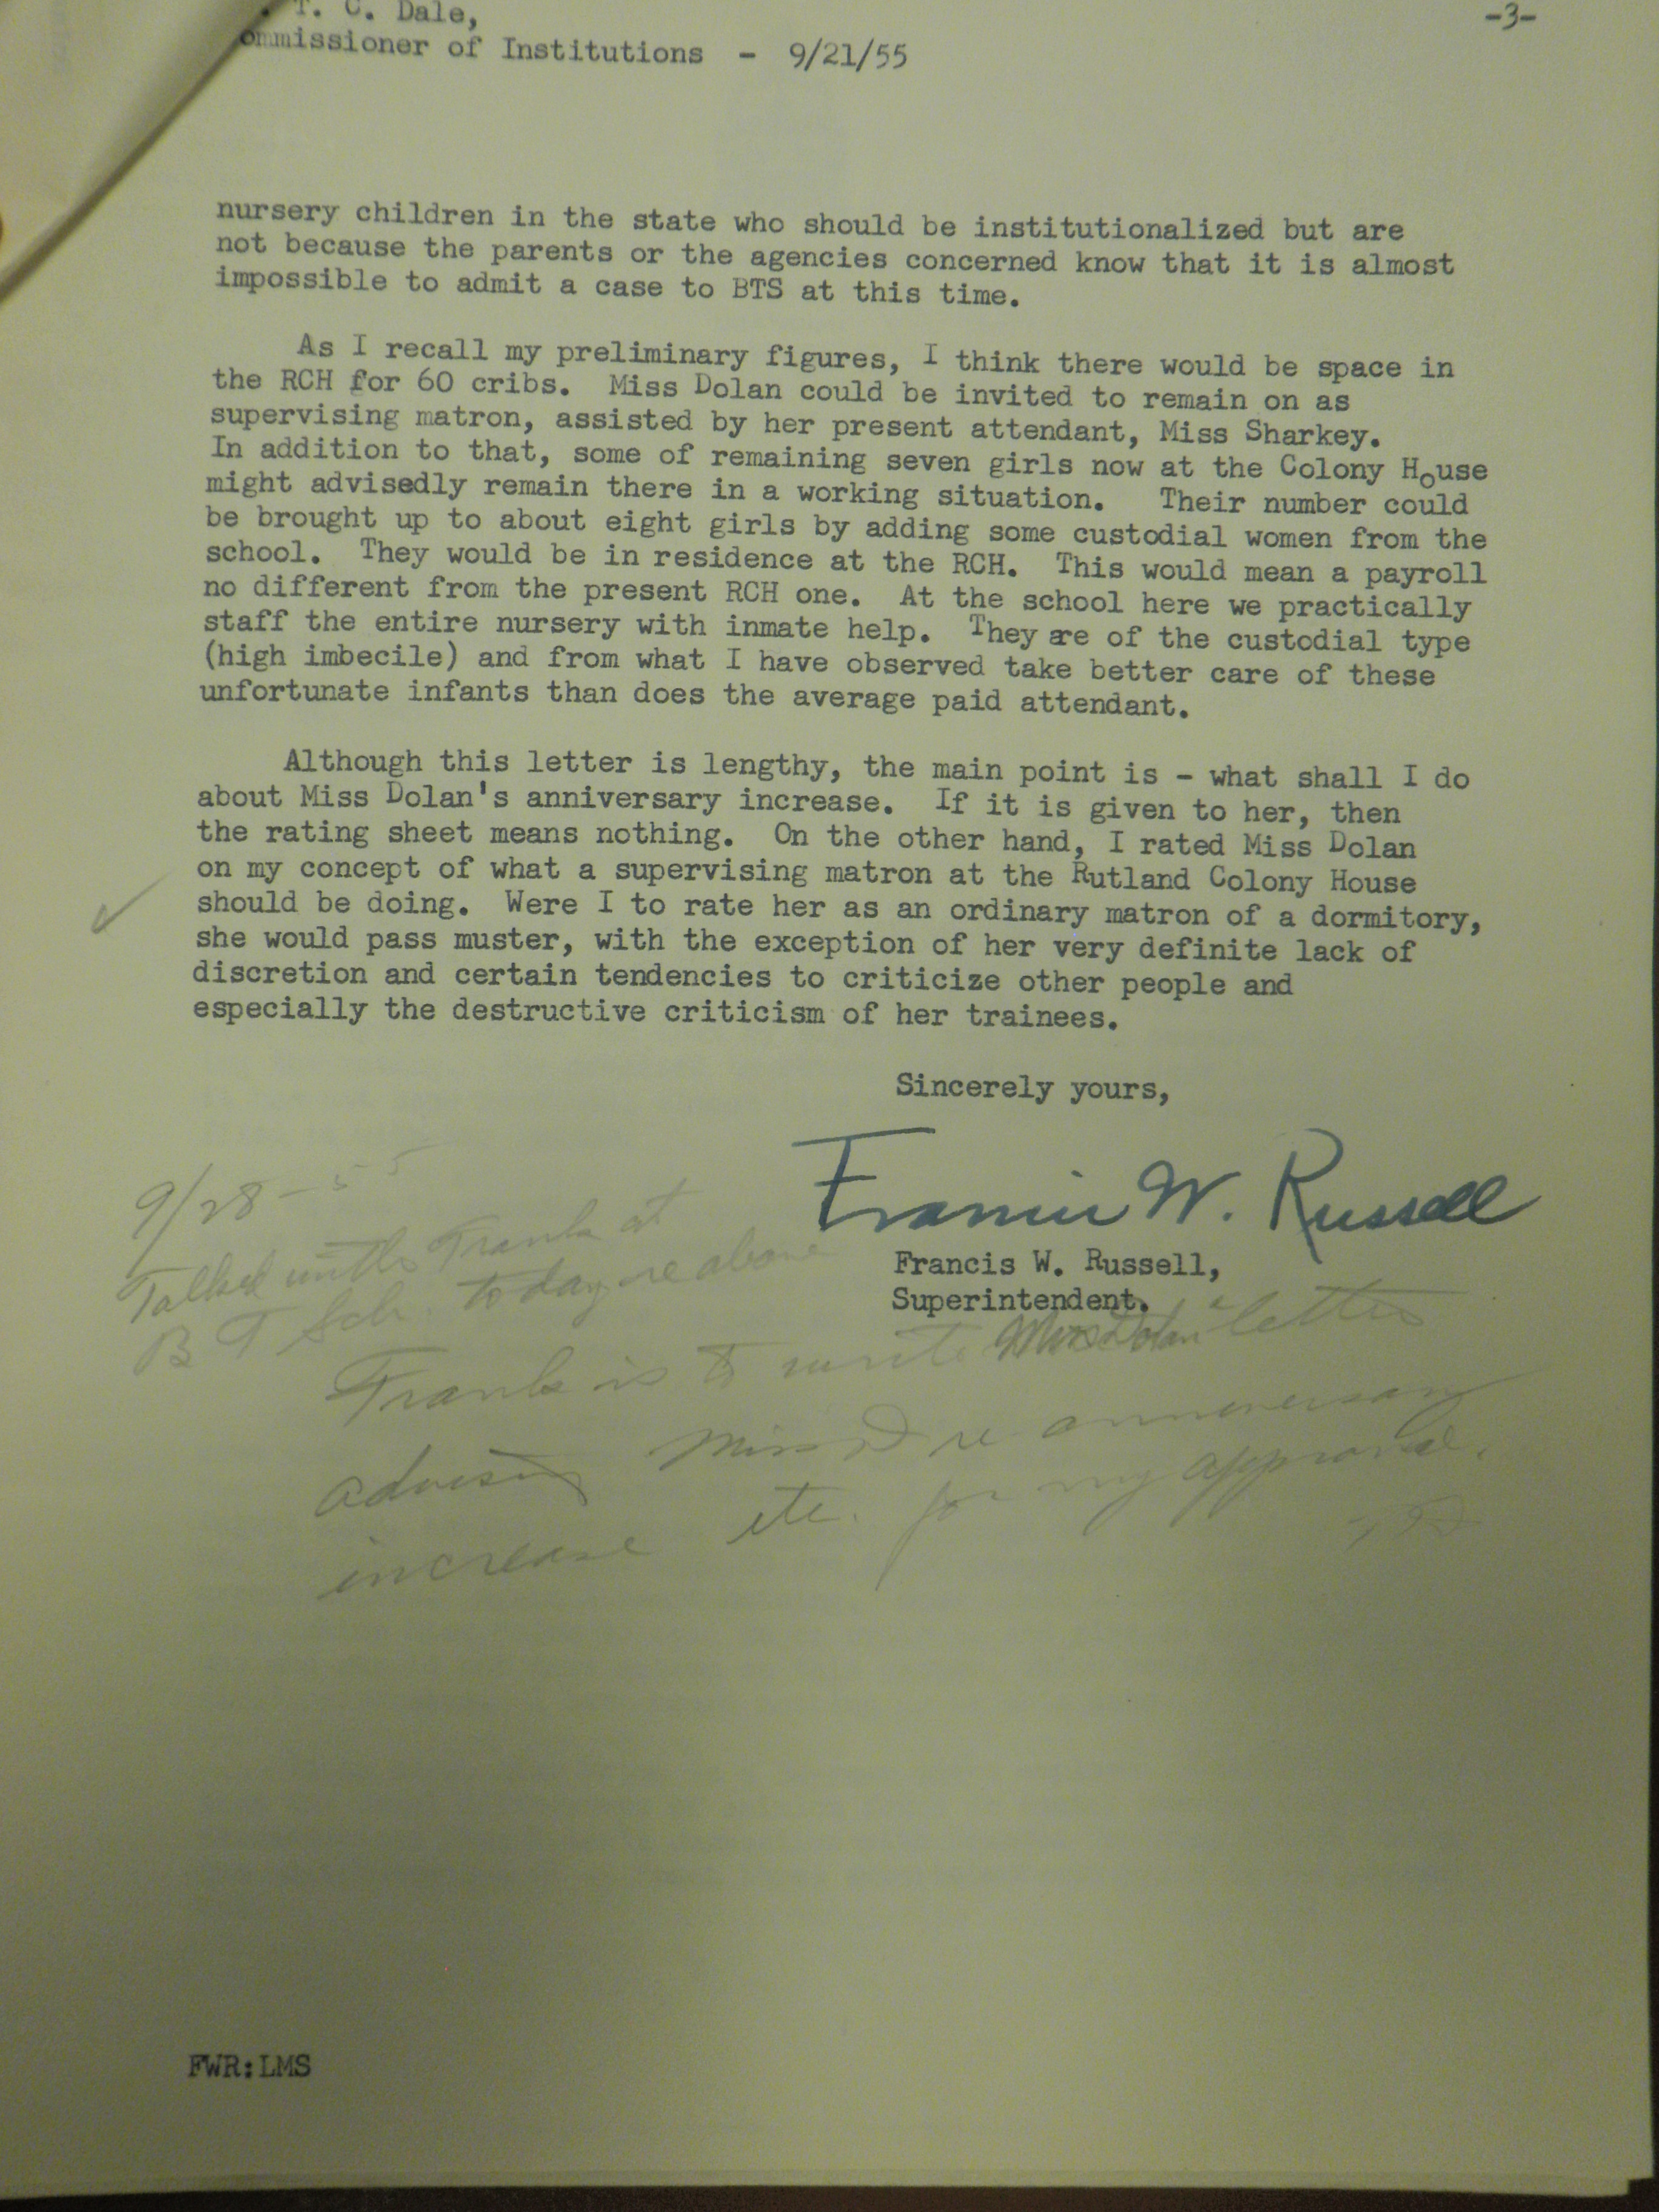 T. C. Dale,
-3-
ommissioner of Institutions - 9/21/55
nursery children in the state who should be institutionalized but are
not because the parents or the agencies concerned know that it is almost
impossible to admit a case to BTS at this time.
As I recall my preliminary figures, I think there would be space in
the RCH for 60 cribs. Miss Dolan could be invited to remain on as
supervising matron, assisted by her present attendant, Miss Sharkey.
In addition to that, some of remaining seven girls now at the Colony House
might advisedly remain there in a working situation. Their number could
be brought up to about eight girls by adding some custodial women from the
school. They would be in residence at the RCH. This would mean a payroll
no different from the present RCH one. At the school here we practically
staff the entire nursery with inmate help. They are of the custodial type
(high imbecile) and from what I have observed take better care of these
unfortunate infants than does the average paid attendant.
Although this letter is lengthy, the main point is - what shall I do
about Miss Dolan's anniversary increase. If it is given to her, then
the rating sheet means nothing. On the other hand, I rated Miss Dolan
on my concept of what a supervising matron at the Rutland Colony House
should be doing. Were I to rate her as an ordinary matron of a dormitory,
she would pass muster, with the exception of her very definite lack of
discretion and certain tendencies to criticize other people and
especially the destructive criticism of her trainees.
Sincerely yours,
Francis W. Russell
Francis W. Russell,
Superintendent.
9/28-55
Talked with Frank at
B T Sch. today re above
Frank is to write Miss Dolan a letter
advising Miss D re anniversary
increase etc. for my approval.
FWR:LMS